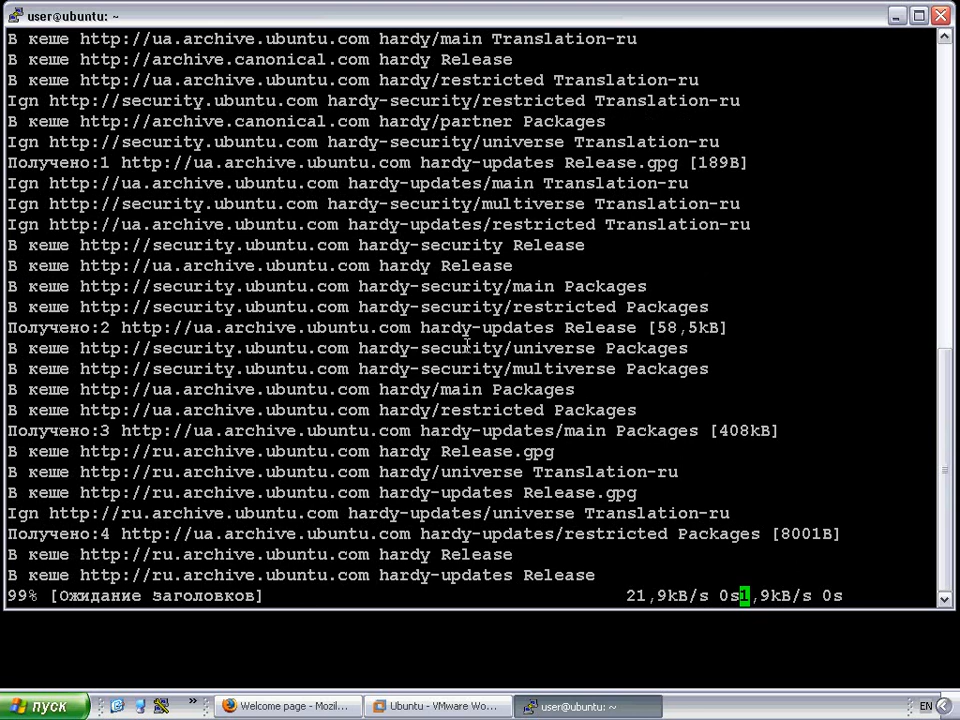 user@ubuntu: ~
В кеше http://ua.archive.ubuntu.com hardy/main Translation-ru
В кеше http://archive.canonical.com hardy Release
В кеше http://ua.archive.ubuntu.com hardy/restricted Translation-ru
Ign http://security.ubuntu.com hardy-security/restricted Translation-ru
В кеше http://archive.canonical.com hardy/partner Packages
Ign http://security.ubuntu.com hardy-security/universe Translation-ru
Получено:1 http://ua.archive.ubuntu.com hardy-updates Release.gpg [189B]
Ign http://ua.archive.ubuntu.com hardy-updates/main Translation-ru
Ign http://security.ubuntu.com hardy-security/multiverse Translation-ru
Ign http://ua.archive.ubuntu.com hardy-updates/restricted Translation-ru
В кеше http://security.ubuntu.com hardy-security Release
В кеше http://ua.archive.ubuntu.com hardy Release
В кеше http://security.ubuntu.com hardy-security/main Packages
В кеше http://security.ubuntu.com hardy-security/restricted Packages
Получено:2 http://ua.archive.ubuntu.com hardy-updates Release [58,5kB]
В кеше http://security.ubuntu.com hardy-security/universe Packages
В кеше http://security.ubuntu.com hardy-security/multiverse Packages
В кеше http://ua.archive.ubuntu.com hardy/main Packages
В кеше http://ua.archive.ubuntu.com hardy/restricted Packages
Получено:3 http://ua.archive.ubuntu.com hardy-updates/main Packages [408kB]
В кеше http://ru.archive.ubuntu.com hardy Release.gpg
В кеше http://ru.archive.ubuntu.com hardy/universe Translation-ru
В кеше http://ru.archive.ubuntu.com hardy-updates Release.gpg
Ign http://ru.archive.ubuntu.com hardy-updates/universe Translation-ru
Получено:4 http://ua.archive.ubuntu.com hardy-updates/restricted Packages [8001B]
В кеше http://ru.archive.ubuntu.com hardy Release
В кеше http://ru.archive.ubuntu.com hardy-updates Release
99% [Ожидание заголовков] 21,9kB/s 0s1,9kB/s 0s
пуск » Welcome page - Mozil... Ubuntu - VMware Wo... user@ubuntu: ~ EN